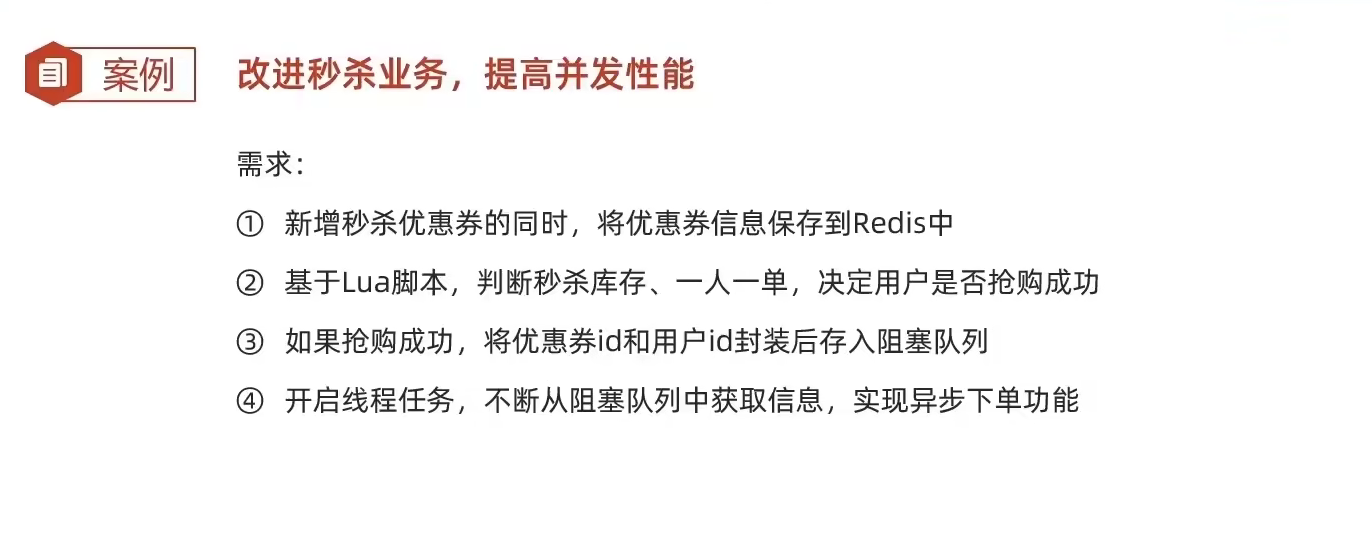 案例 改进秒杀业务，提高并发性能
需求：
① 新增秒杀优惠券的同时，将优惠券信息保存到Redis中
② 基于Lua脚本，判断秒杀库存、一人一单，决定用户是否抢购成功
③ 如果抢购成功，将优惠券id和用户id封装后存入阻塞队列
④ 开启线程任务，不断从阻塞队列中获取信息，实现异步下单功能